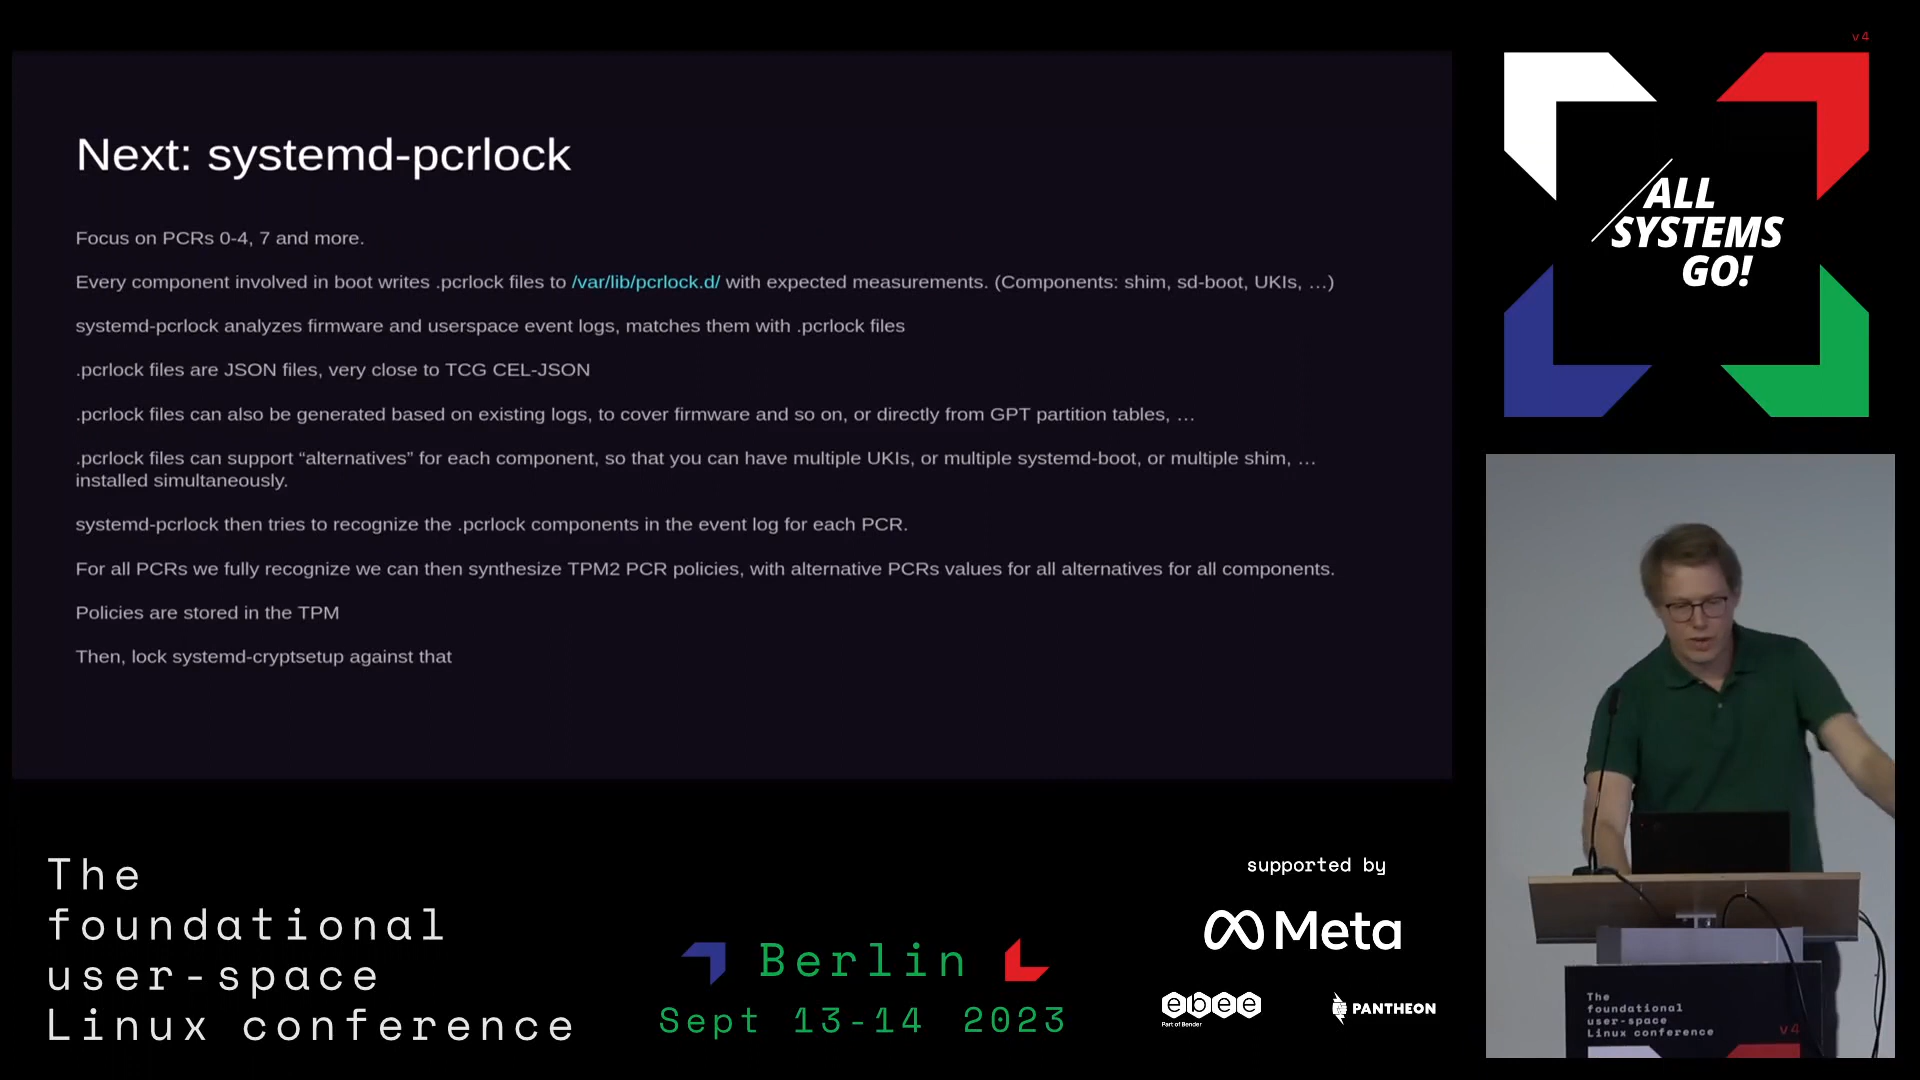 v4
Next: systemd-pcrlock
Focus on PCRs 0-4, 7 and more.
Every component involved in boot writes .pcrlock files to /var/lib/pcrlock.d/ with expected measurements. (Components: shim, sd-boot, UKIs, …)
systemd-pcrlock analyzes firmware and userspace event logs, matches them with .pcrlock files
.pcrlock files are JSON files, very close to TCG CEL-JSON
.pcrlock files can also be generated based on existing logs, to cover firmware and so on, or directly from GPT partition tables, …
.pcrlock files can support “alternatives” for each component, so that you can have multiple UKIs, or multiple systemd-boot, or multiple shim, …
installed simultaneously.
systemd-pcrlock then tries to recognize the .pcrlock components in the event log for each PCR.
For all PCRs we fully recognize we can then synthesize TPM2 PCR policies, with alternative PCRs values for all alternatives for all components.
Policies are stored in the TPM
Then, lock systemd-cryptsetup against that
ALL
SYSTEMS
GO!
The
foundational
user-space
Linux conference
Berlin
Sept 13-14 2023
supported by
Meta
ebee
Part of Bender
PANTHEON
The
foundational
user-space
Linux conference
v4